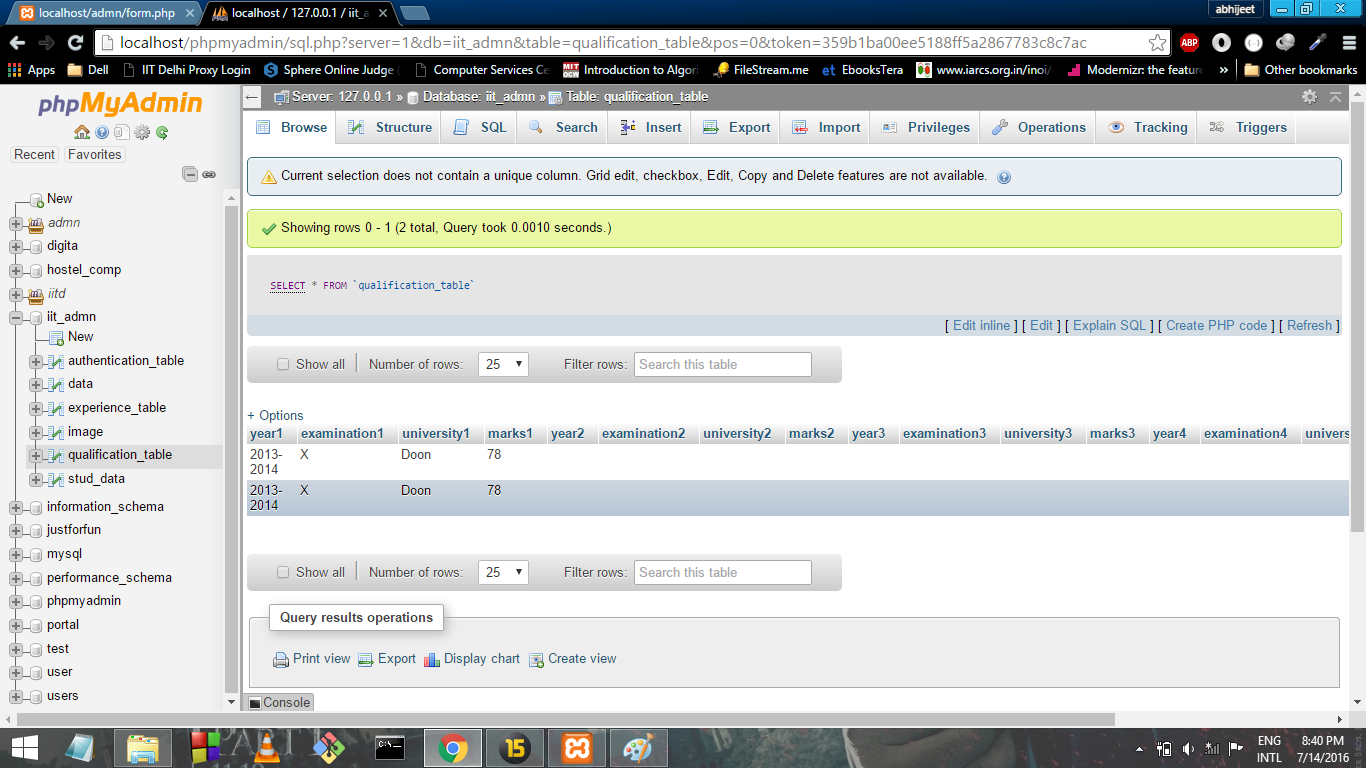 localhost/admn/form.php
localhost / 127.0.0.1 / iit_a
abhijeet
localhost/phpmyadmin/sql.php?server=1&db=iit_admn&table=qualification_table&pos=0&token=359b1ba00ee5188ff5a2867783c8c7ac
ABP
Apps Dell IIT Delhi Proxy Login Sphere Online Judge ( Computer Services Ce MIT OCW Introduction to Algor FileStream.me et EbooksTera www.iarcs.org.in/inoi/ Modernizr: the featur » Other bookmarks
phpMyAdmin
Recent Favorites
New
admn
digita
hostel_comp
iitd
iit_admn
New
authentication_table
data
experience_table
image
qualification_table
stud_data
information_schema
justforfun
mysql
performance_schema
phpmyadmin
portal
test
user
users
Server: 127.0.0.1 » Database: iit_admn » Table: qualification_table
Browse Structure SQL Search Insert Export Import Privileges Operations Tracking Triggers
Current selection does not contain a unique column. Grid edit, checkbox, Edit, Copy and Delete features are not available.
Showing rows 0 - 1 (2 total, Query took 0.0010 seconds.)
SELECT * FROM `qualification_table`
[ Edit inline ] [ Edit ] [ Explain SQL ] [ Create PHP code ] [ Refresh ]
Show all Number of rows: 25 Filter rows: Search this table
+ Options
year1 examination1 university1 marks1 year2 examination2 university2 marks2 year3 examination3 university3 marks3 year4 examination4 univers
2013-2014 X Doon 78
2013-2014 X Doon 78
Show all Number of rows: 25 Filter rows: Search this table
Query results operations
Print view Export Display chart Create view
Console
C:\_
15
ENG
INTL
8:40 PM
7/14/2016